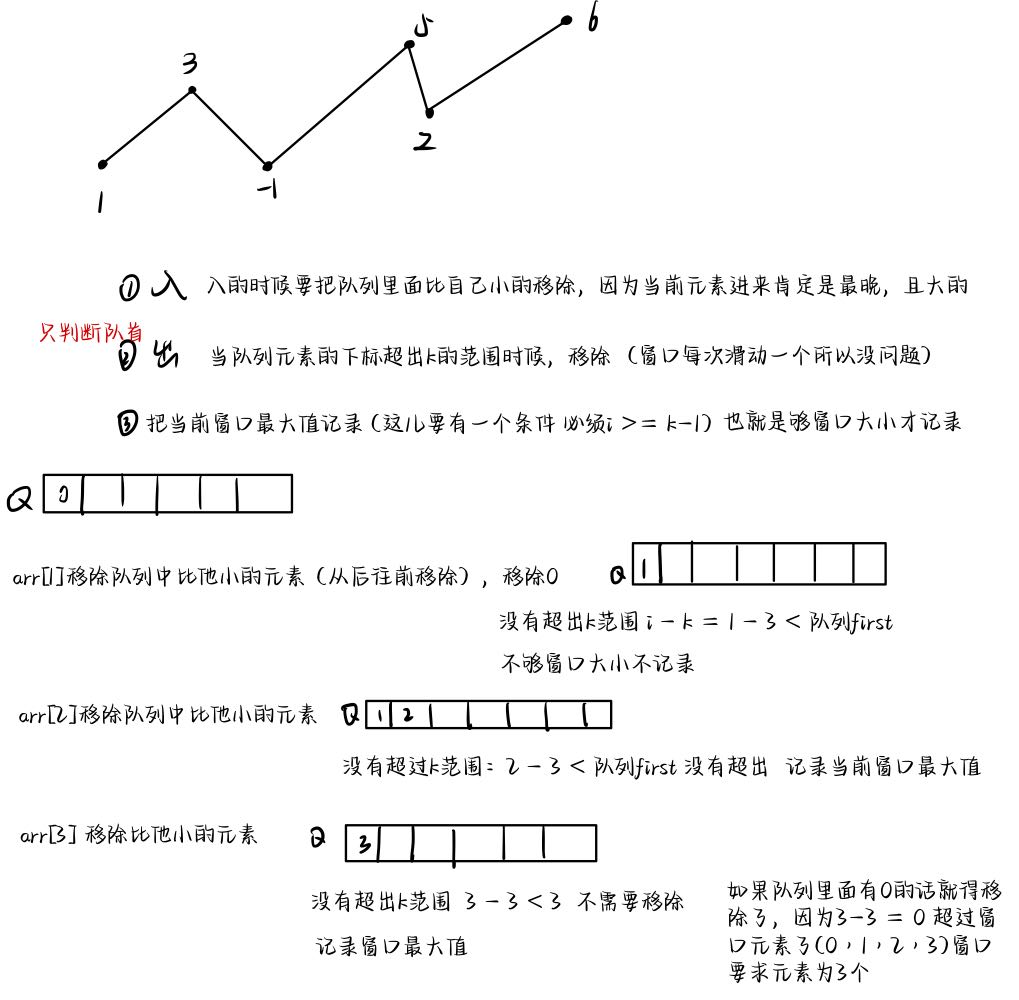 5
6
3
2
1
-1
① 入 入的时候要把队列里面比自己小的移除，因为当前元素进来肯定是最晚，且大的
只判断队首
② 出 当队列元素的下标超出k的范围时候，移除（窗口每次滑动一个所以没问题）
③ 把当前窗口最大值记录（这儿要有一个条件 必须i >= k-1）也就是够窗口大小才记录
Q 0
arr[1]移除队列中比他小的元素（从后往前移除），移除0 Q 1
没有超出k范围 i - k = 1 - 3 < 队列first
不够窗口大小不记录
arr[2]移除队列中比他小的元素 Q 1 2
没有超过k范围：2 - 3 < 队列first 没有超出 记录当前窗口最大值
arr[3] 移除比他小的元素 Q 3
没有超出k范围 3 - 3 < 3 不需要移除
记录窗口最大值
如果队列里面有0的话就得移
除了，因为3-3 = 0 超过窗
口元素了(0，1，2，3)窗口
要求元素为3个